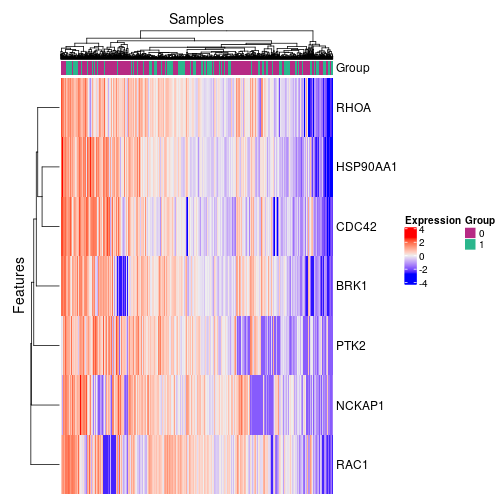 Samples
Group
RHOA
HSP90AA1
CDC42
BRK1
PTK2
NCKAP1
RAC1
Features
Expression
4
2
0
-2
-4
Group
0
1